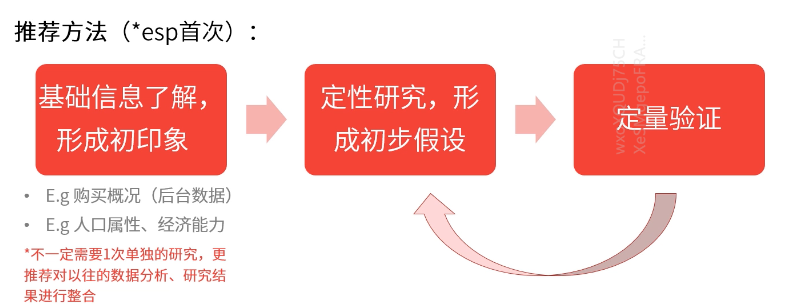 推荐方法（*esp首次）：
基础信息了解，
形成初印象
定性研究，形
成初步假设
定量验证
• E.g 购买概况（后台数据）
• E.g 人口属性、经济能力
*不一定需要1次单独的研究，更
推荐对以往的数据分析、研究结
果进行整合